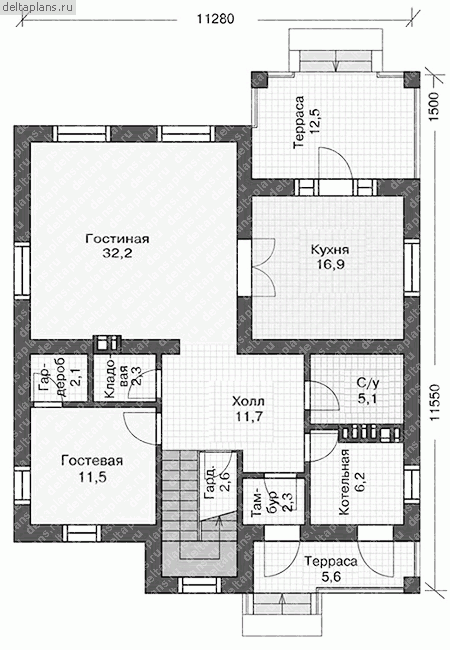 deltaplans.ru
11280
1500
Терраса
12,5
Гостиная
32,2
Кухня
16,9
Гар-
дероб
2,1
Кладо-
вая
2,3
Холл
11,7
С/у
5,1
11550
Гостевая
11,5
Гард.
2,6
Там-
бур
2,3
Котельная
6,2
Терраса
5,6